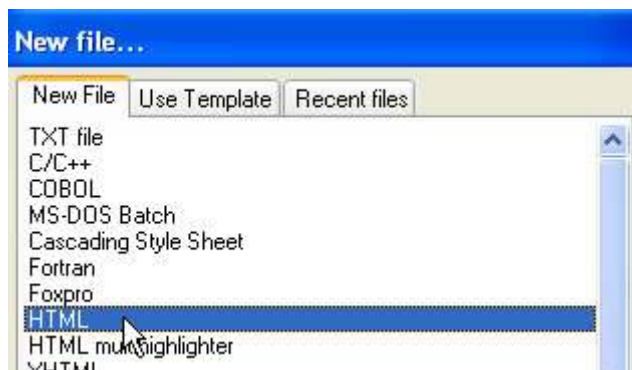 New file...
New File Use Template Recent files
TXT file
C/C++
COBOL
MS-DOS Batch
Cascading Style Sheet
Fortran
Foxpro
HTML
HTML multihighlighter
XHTML